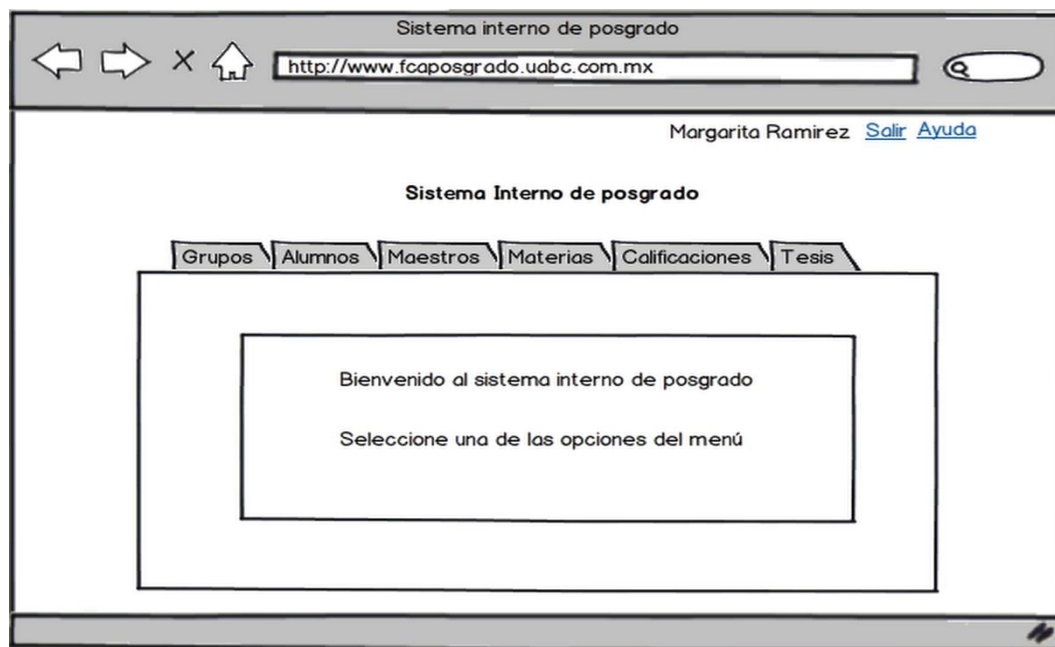 Sistema interno de posgrado
http://www.fcaposgrado.uabc.com.mx
Margarita Ramirez Salir Ayuda
Sistema Interno de posgrado
Grupos Alumnos Maestros Materias Calificaciones Tesis
Bienvenido al sistema interno de posgrado
Seleccione una de las opciones del menú